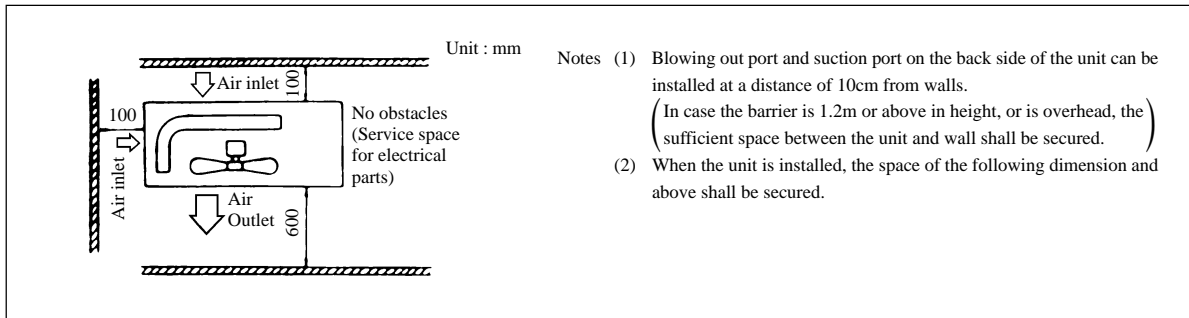 Unit : mm
Air inlet
100
100
Air inlet
No obstacles
(Service space
for electrical
parts)
Air
Outlet
600
Notes (1) Blowing out port and suction port on the back side of the unit can be
installed at a distance of 10cm from walls.
(In case the barrier is 1.2m or above in height, or is overhead, the
sufficient space between the unit and wall shall be secured.)
(2) When the unit is installed, the space of the following dimension and
above shall be secured.